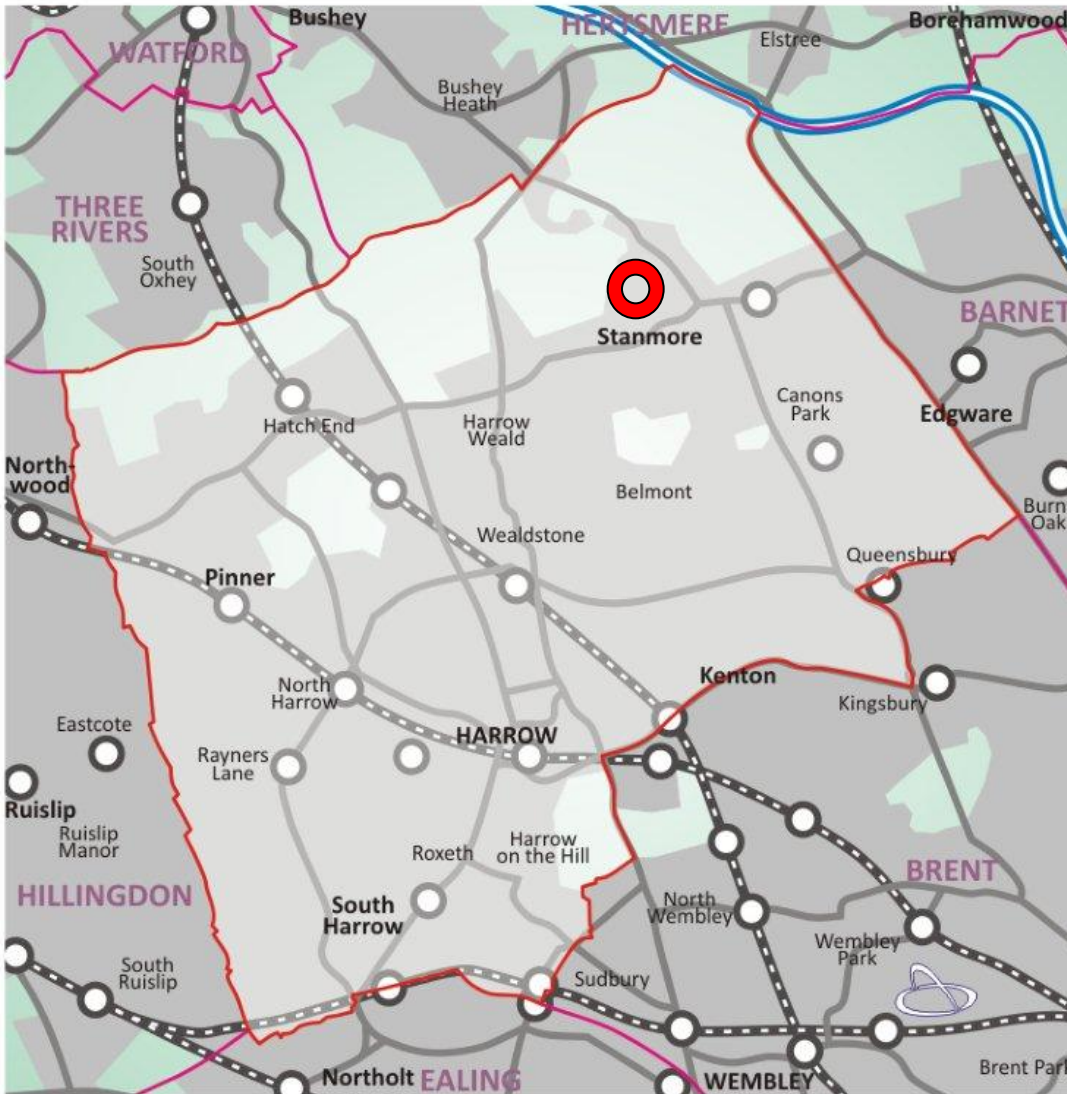 Bushey
HERTSMERE
Borehamwood
WATFORD
Elstree
Bushey
Heath
THREE
RIVERS
South
Oxhey
BARNET
Stanmore
Canons
Park
Edgware
Hatch End
Harrow
Weald
North-
wood
Belmont
Burnt
Oak
Wealdstone
Queensbury
Pinner
Kenton
North
Harrow
Kingsbury
Eastcote
HARROW
Rayners
Lane
Ruislip
Ruislip
Manor
Roxeth
Harrow
on the Hill
BRENT
HILLINGDON
South
Harrow
North
Wembley
Wembley
Park
South
Ruislip
Sudbury
Northolt
EALING
WEMBLEY
Brent Park